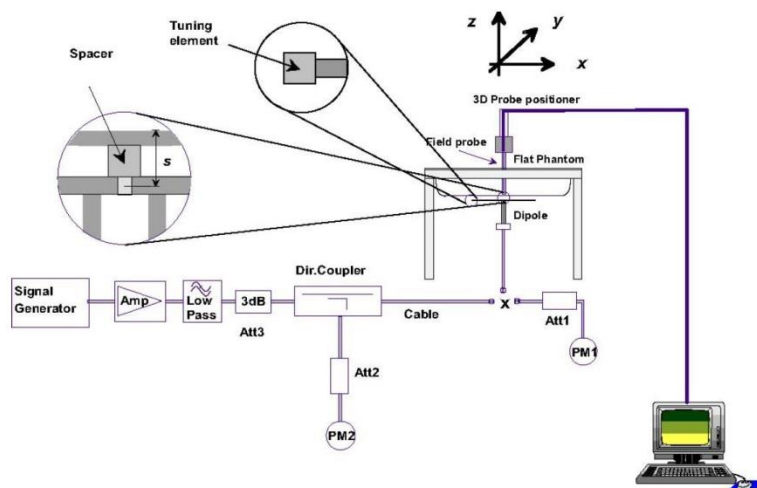 Tuning
element
Spacer
s
z
y
x
3D Probe positioner
Field probe
Flat Phantom
Dipole
Signal
Generator
Amp
Low
Pass
3dB
Att3
Dir.Coupler
Cable
x
Att1
PM1
Att2
PM2